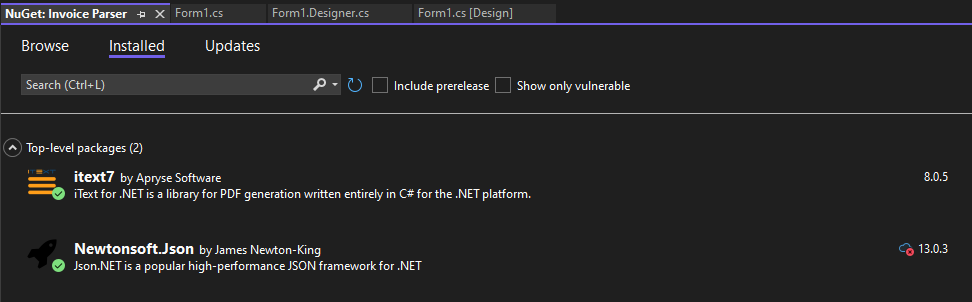 NuGet: Invoice Parser Form1.cs Form1.Designer.cs Form1.cs [Design]
Browse Installed Updates
Search (Ctrl+L) Include prerelease Show only vulnerable
Top-level packages (2)
itext7 by Apryse Software 8.0.5
iText for .NET is a library for PDF generation written entirely in C# for the .NET platform.
Newtonsoft.Json by James Newton-King 13.0.3
Json.NET is a popular high-performance JSON framework for .NET